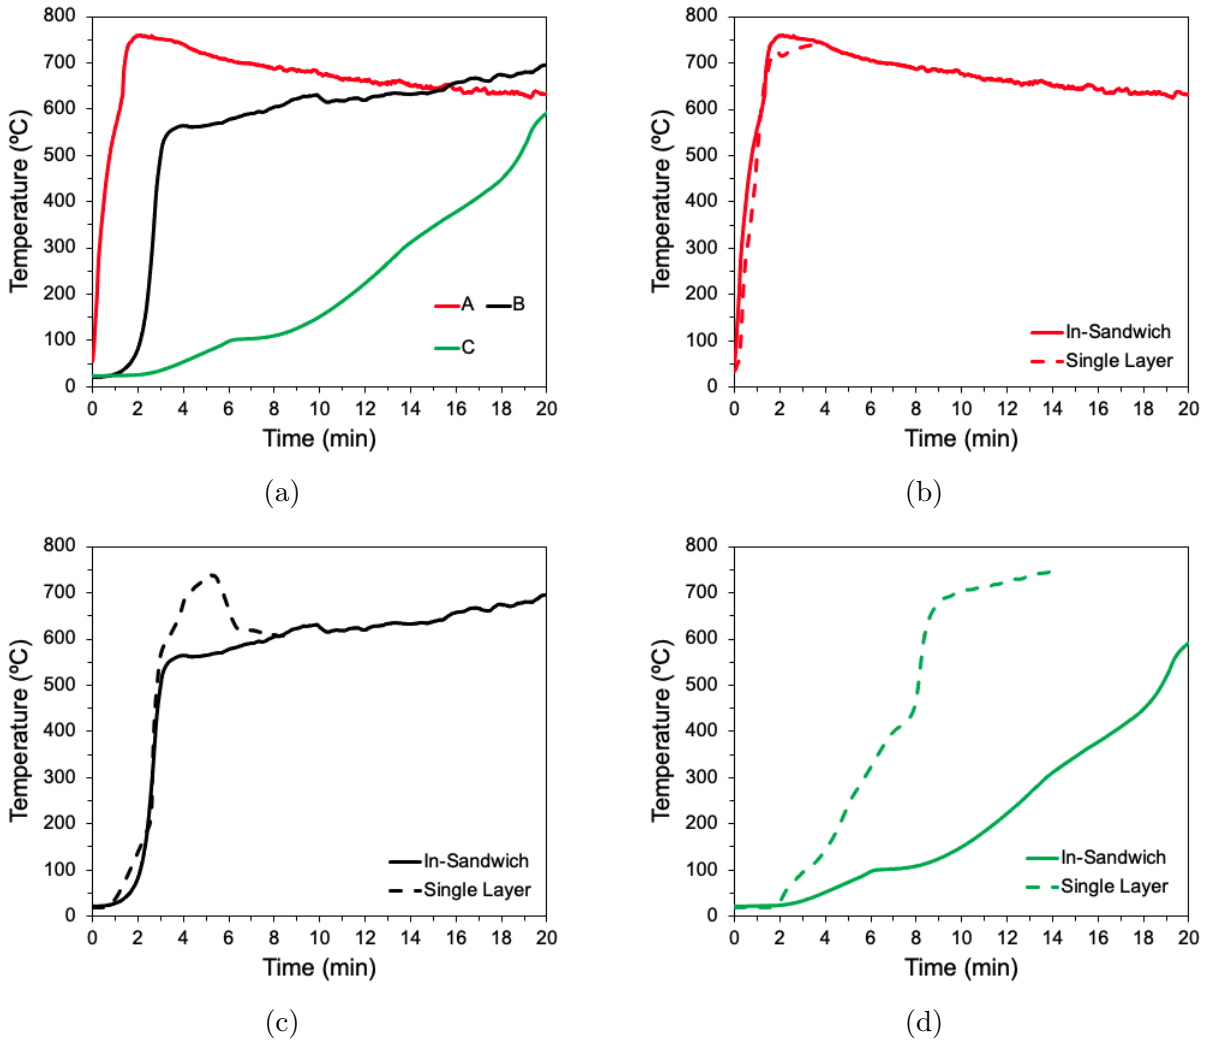 800
700
600
500
400
300
200
100
0
Temperature (ºC)
0 2 4 6 8 10 12 14 16 18 20
Time (min)
A B
C
(a)
800
700
600
500
400
300
200
100
0
Temperature (ºC)
0 2 4 6 8 10 12 14 16 18 20
Time (min)
In-Sandwich
Single Layer
(b)
800
700
600
500
400
300
200
100
0
Temperature (ºC)
0 2 4 6 8 10 12 14 16 18 20
Time (min)
In-Sandwich
Single Layer
(c)
800
700
600
500
400
300
200
100
0
Temperature (ºC)
0 2 4 6 8 10 12 14 16 18 20
Time (min)
In-Sandwich
Single Layer
(d)